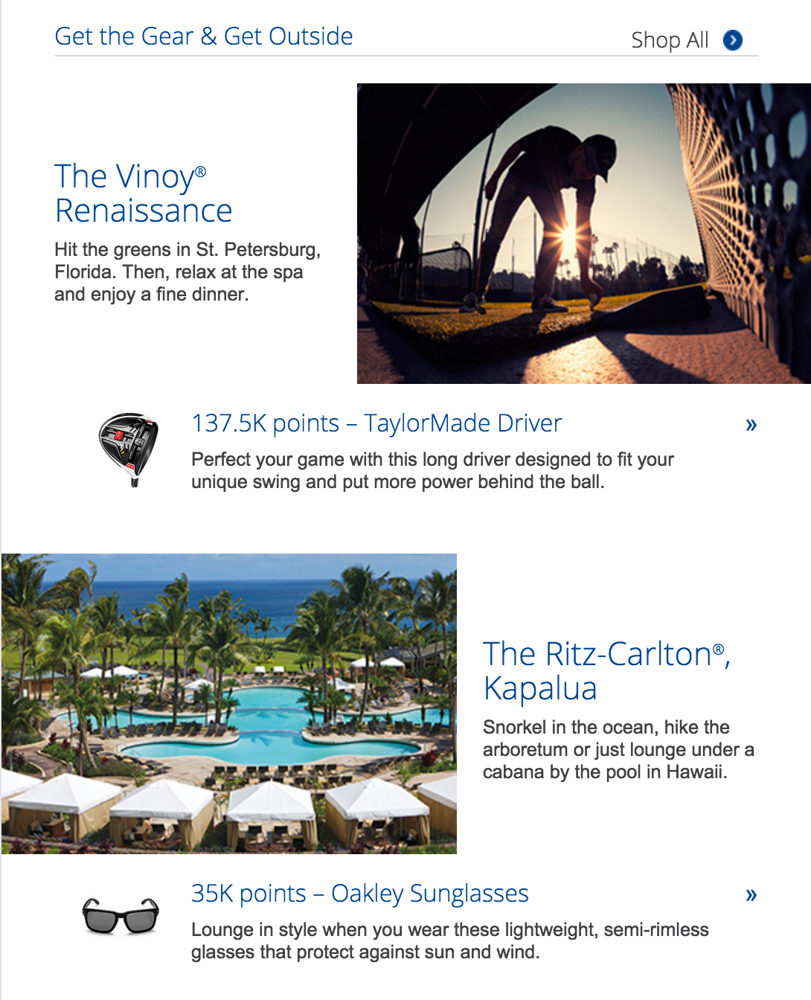 Get the Gear & Get Outside
Shop All
The Vinoy®
Renaissance
Hit the greens in St. Petersburg,
Florida. Then, relax at the spa
and enjoy a fine dinner.
137.5K points – TaylorMade Driver »
Perfect your game with this long driver designed to fit your
unique swing and put more power behind the ball.
The Ritz-Carlton®,
Kapalua
Snorkel in the ocean, hike the
arboretum or just lounge under a
cabana by the pool in Hawaii.
35K points – Oakley Sunglasses »
Lounge in style when you wear these lightweight, semi-rimless
glasses that protect against sun and wind.